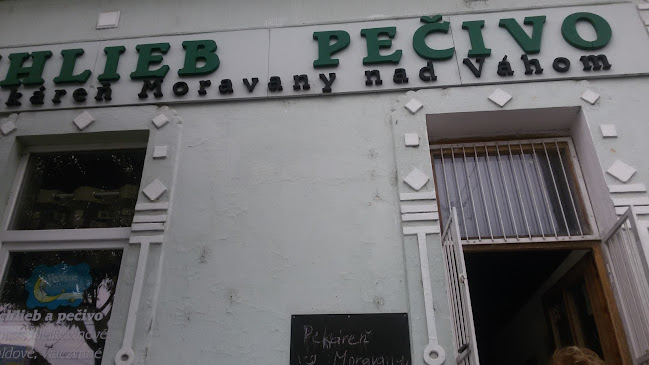 HLIEB PEČIVO
káreň Moravany nad Váhom
chlieb a pečivo
Pekáreň
Moravany